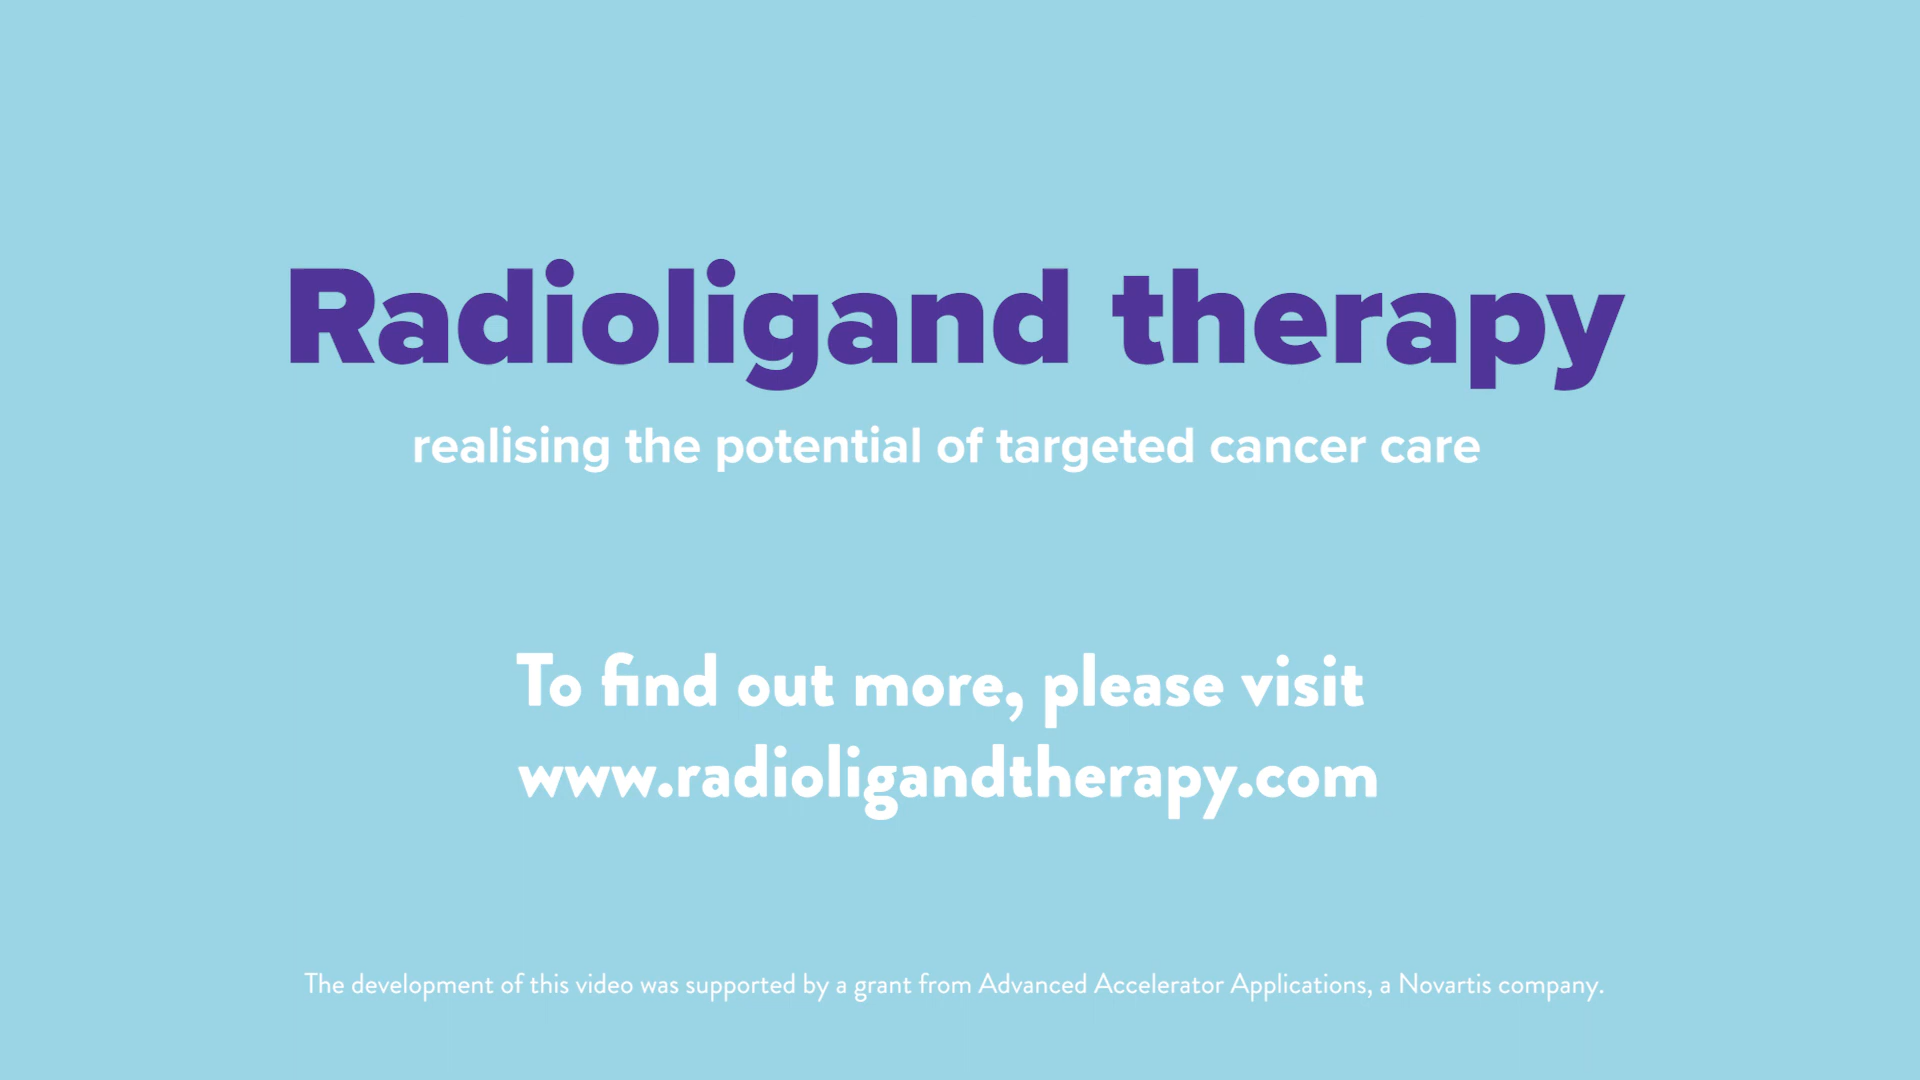 Radioligand therapy
realising the potential of targeted cancer care
To find out more, please visit
www.radioligandtherapy.com
The development of this video was supported by a grant from Advanced Accelerator Applications, a Novartis company.